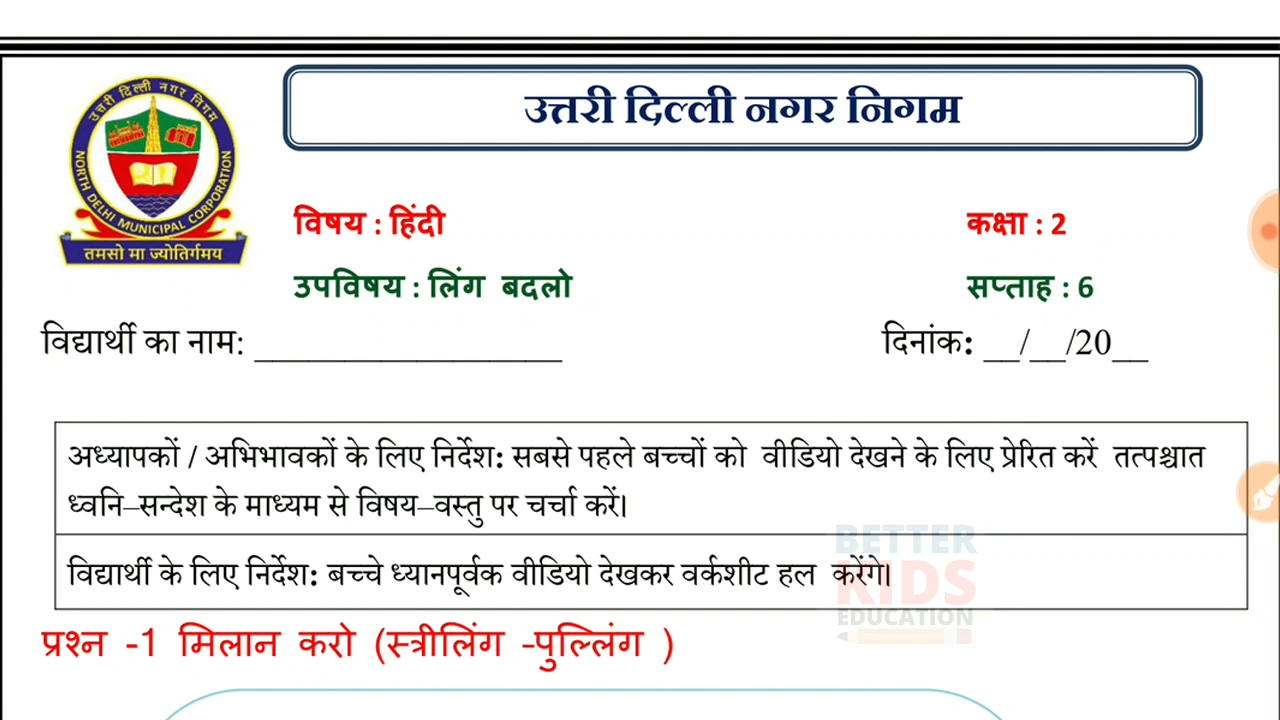 उत्तरी दिल्ली नगर निगम
उत्तरी दिल्ली नगर निगम
NORTH DELHI MUNICIPAL CORPORATION
तमसो मा ज्योतिर्गमय
विषय : हिंदी कक्षा : 2
उपविषय : लिंग बदलो सप्ताह : 6
विद्यार्थी का नाम: _________________ दिनांक: __/__/20__
अध्यापकों / अभिभावकों के लिए निर्देश: सबसे पहले बच्चों को वीडियो देखने के लिए प्रेरित करें तत्पश्चात
ध्वनि–सन्देश के माध्यम से विषय–वस्तु पर चर्चा करें।
विद्यार्थी के लिए निर्देश: बच्चे ध्यानपूर्वक वीडियो देखकर वर्कशीट हल करेंगे।
BETTER
KIDS
EDUCATION
प्रश्न -1 मिलान करो (स्त्रीलिंग -पुल्लिंग )